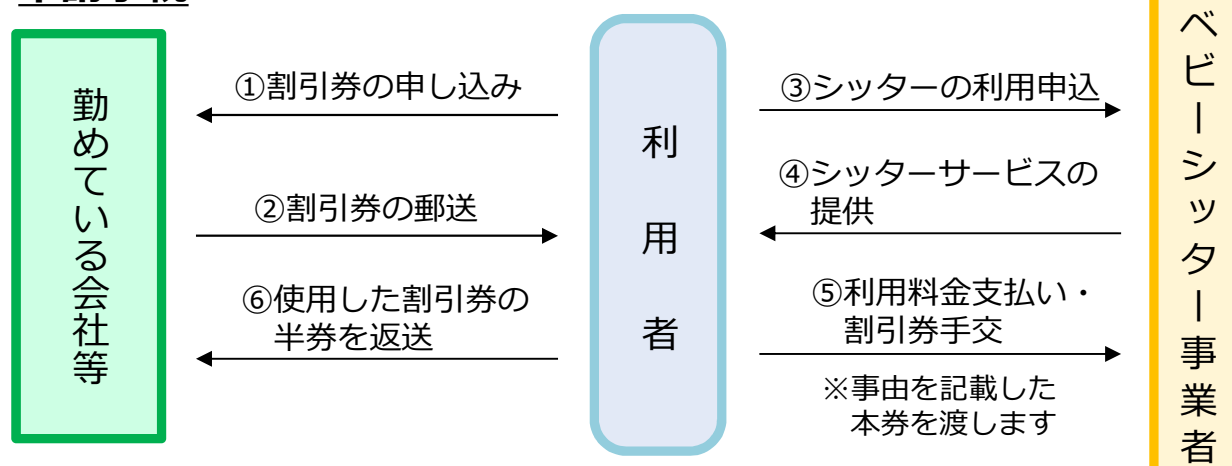 勤めている会社等
①割引券の申し込み
②割引券の郵送
⑥使用した割引券の
半券を返送
利用者
③シッターの利用申込
④シッターサービスの
提供
⑤利用料金支払い・
割引券手交
※事由を記載した
本券を渡します
ベビーシッター事業者